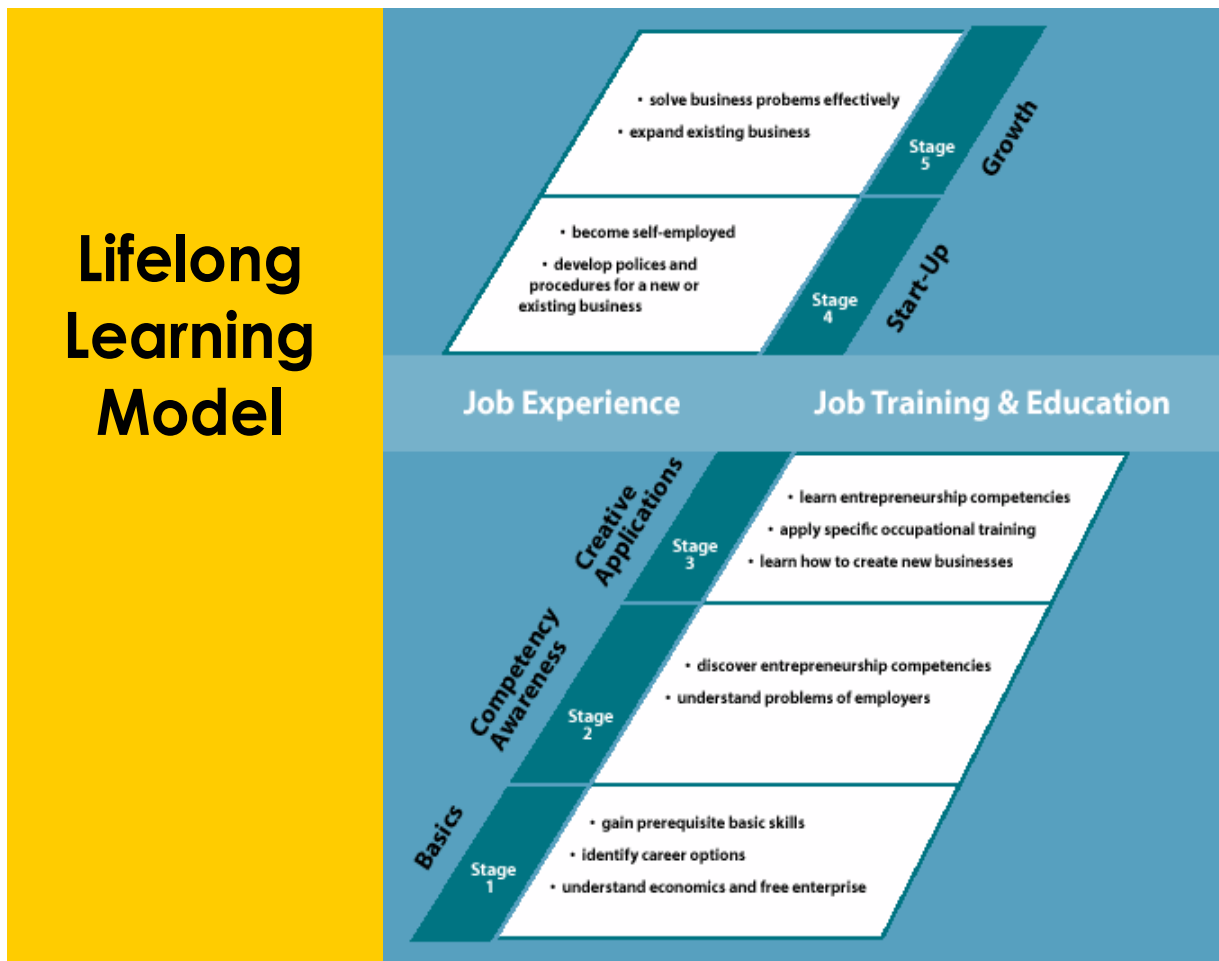 Lifelong
Learning
Model
• solve business probems effectively
• expand existing business
Stage
5
Growth
• become self-employed
• develop polices and
procedures for a new or
existing business
Stage
4
Start-Up
Job Experience
Job Training & Education
Creative
Applications
Stage
3
• learn entrepreneurship competencies
• apply specific occupational training
• learn how to create new businesses
Competency
Awareness
Stage
2
• discover entrepreneurship competencies
• understand problems of employers
Basics
Stage
1
• gain prerequisite basic skills
• identify career options
• understand economics and free enterprise